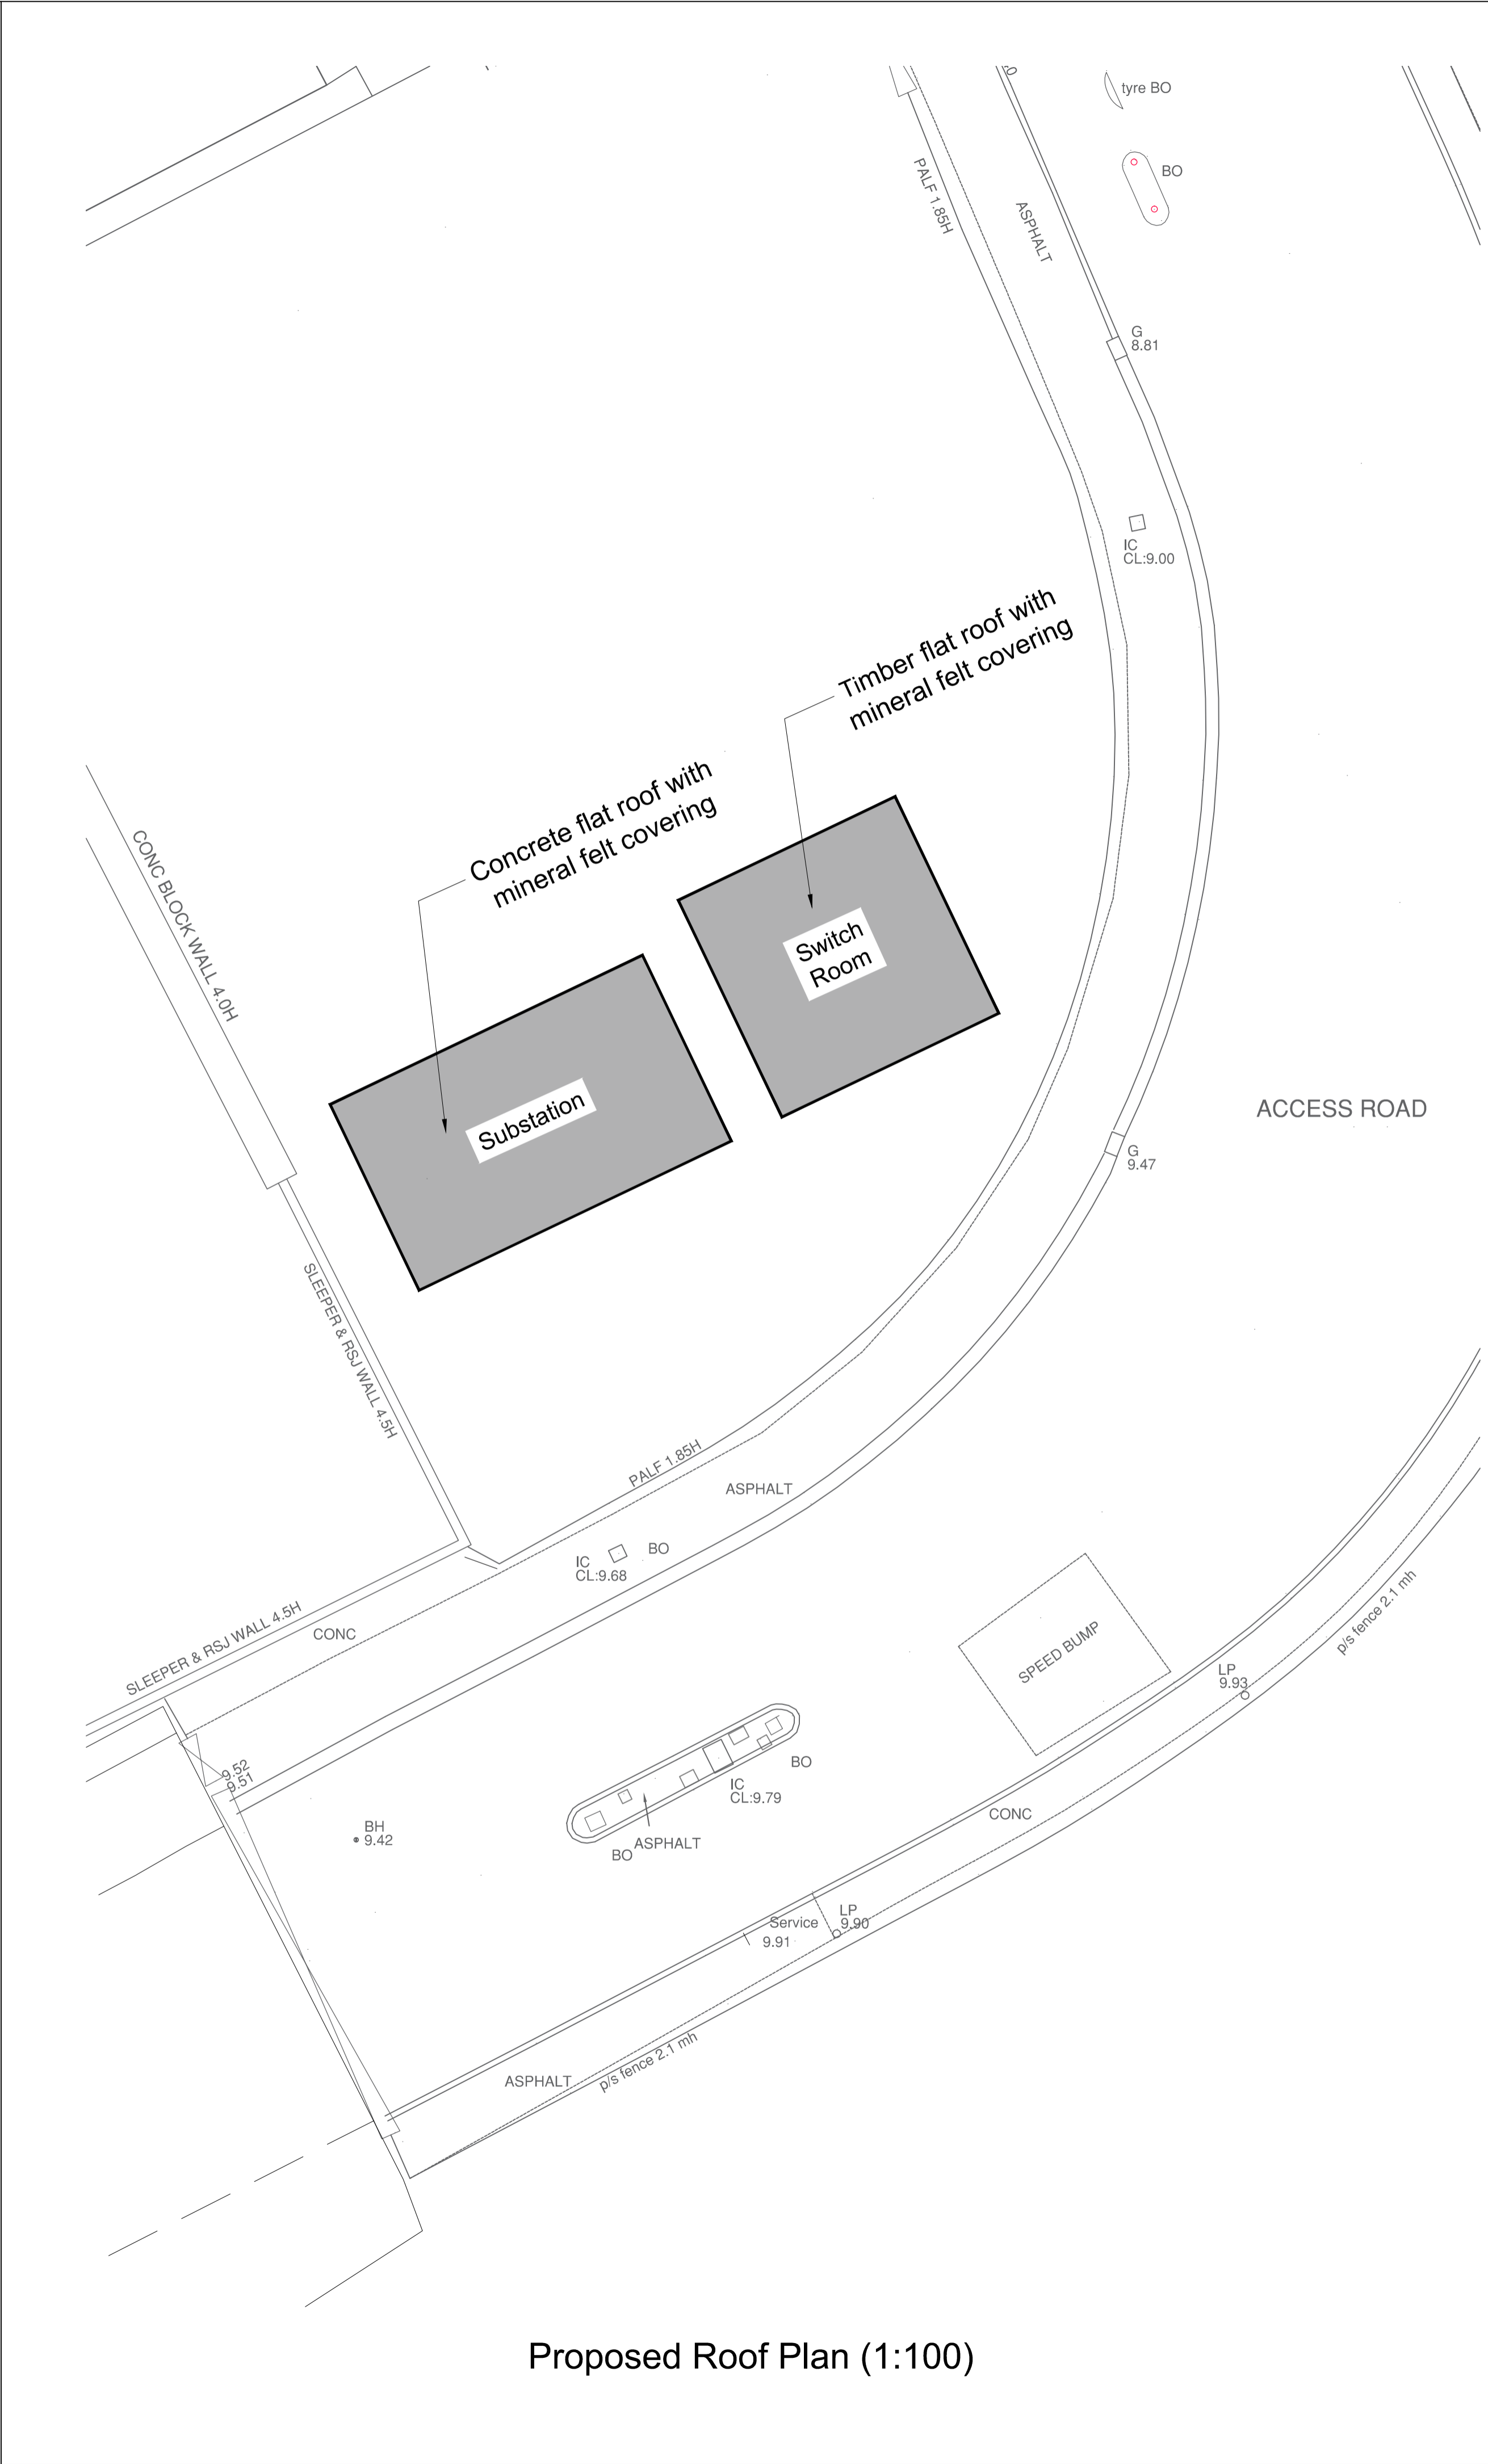 tyre BO
BO
PALF 1.85H
ASPHALT
G
8.81
IC
CL:9.00
Timber flat roof with
mineral felt covering
Concrete flat roof with
mineral felt covering
CONC BLOCK WALL 4.0H
Switch
Room
Substation
ACCESS ROAD
G
9.47
SLEEPER & RSJ WALL 4.5H
PALF 1.85H
ASPHALT
BO
IC
CL:9.68
SLEEPER & RSJ WALL 4.5H
CONC
SPEED BUMP
p/s fence 2.1 mh
LP
9.93
9.52
9.51
BO
IC
CL:9.79
CONC
BH
9.42
ASPHALT
BO
LP
9.90
Service
9.91
p/s fence 2.1 mh
ASPHALT
Proposed Roof Plan (1:100)